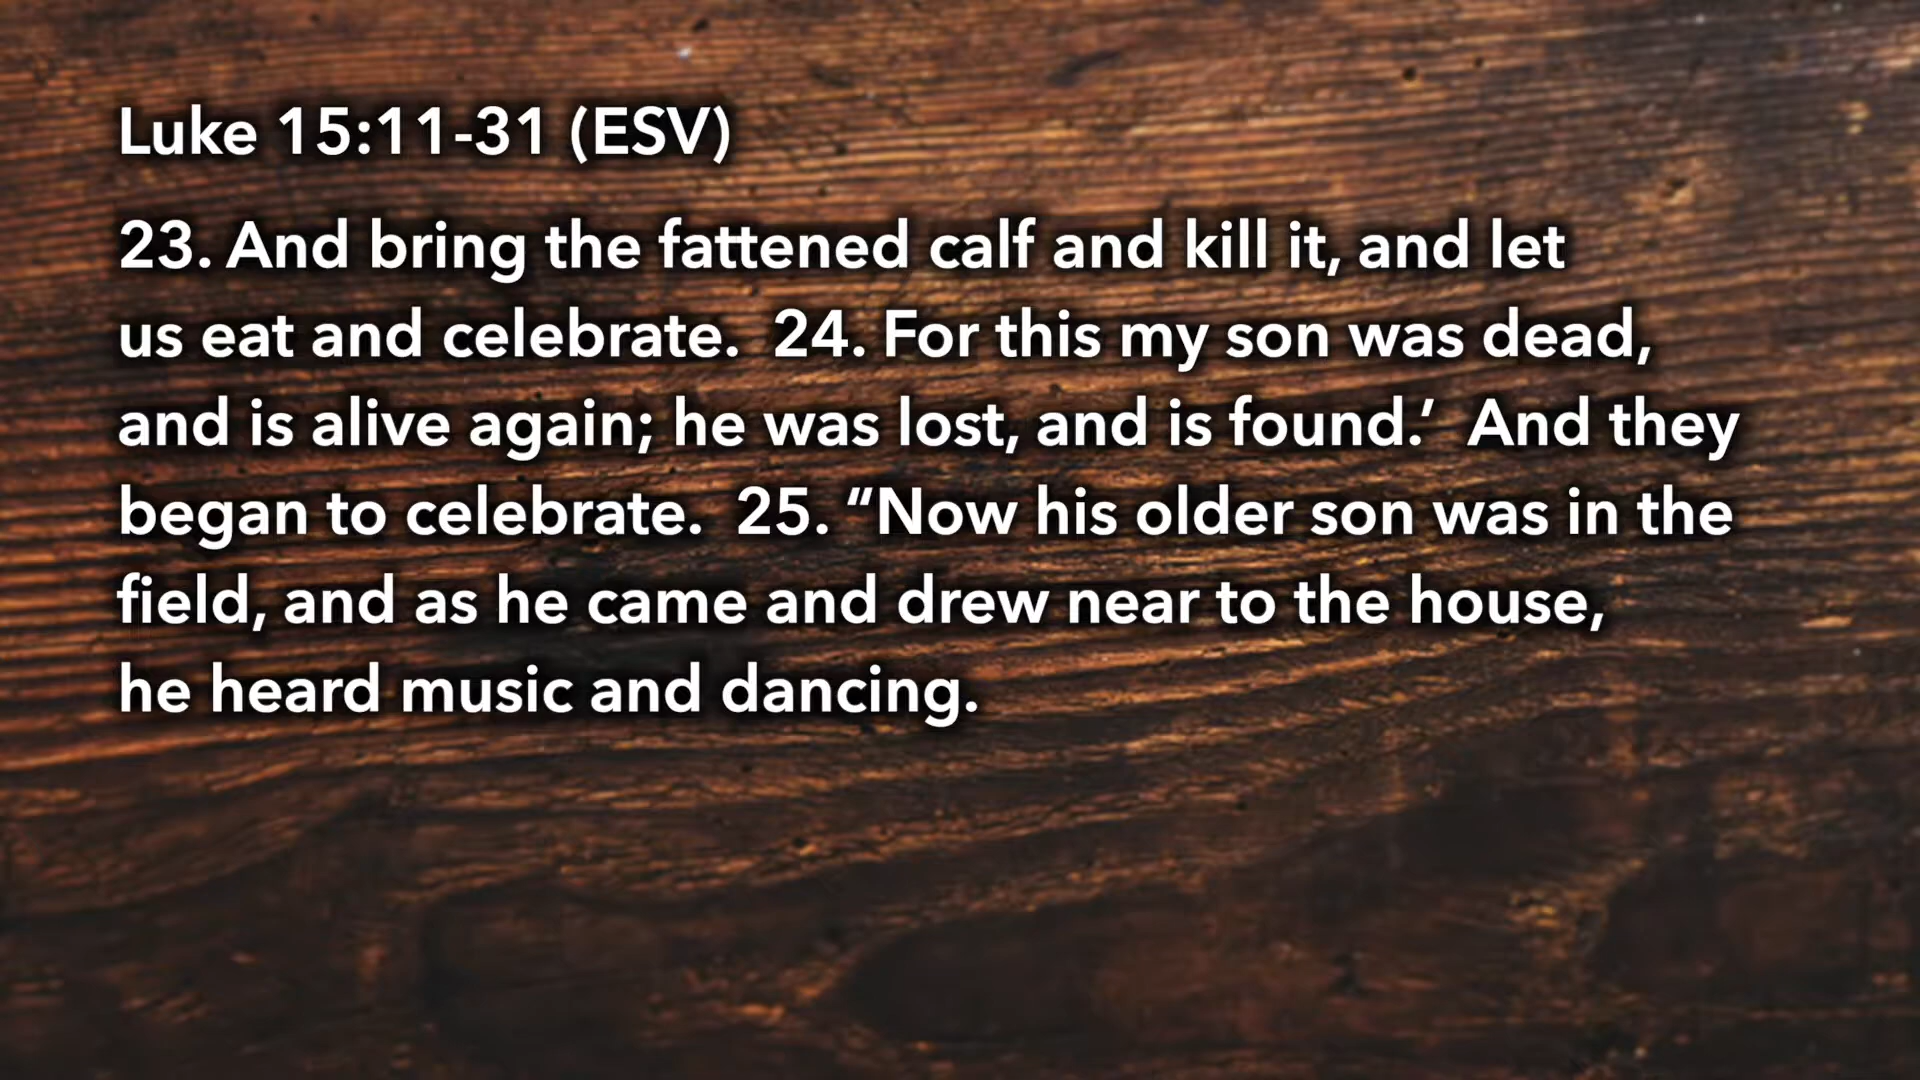 Luke 15:11-31 (ESV)
23. And bring the fattened calf and kill it, and let
us eat and celebrate.  24. For this my son was dead,
and is alive again; he was lost, and is found.’  And they
began to celebrate.  25. “Now his older son was in the
field, and as he came and drew near to the house,
he heard music and dancing.